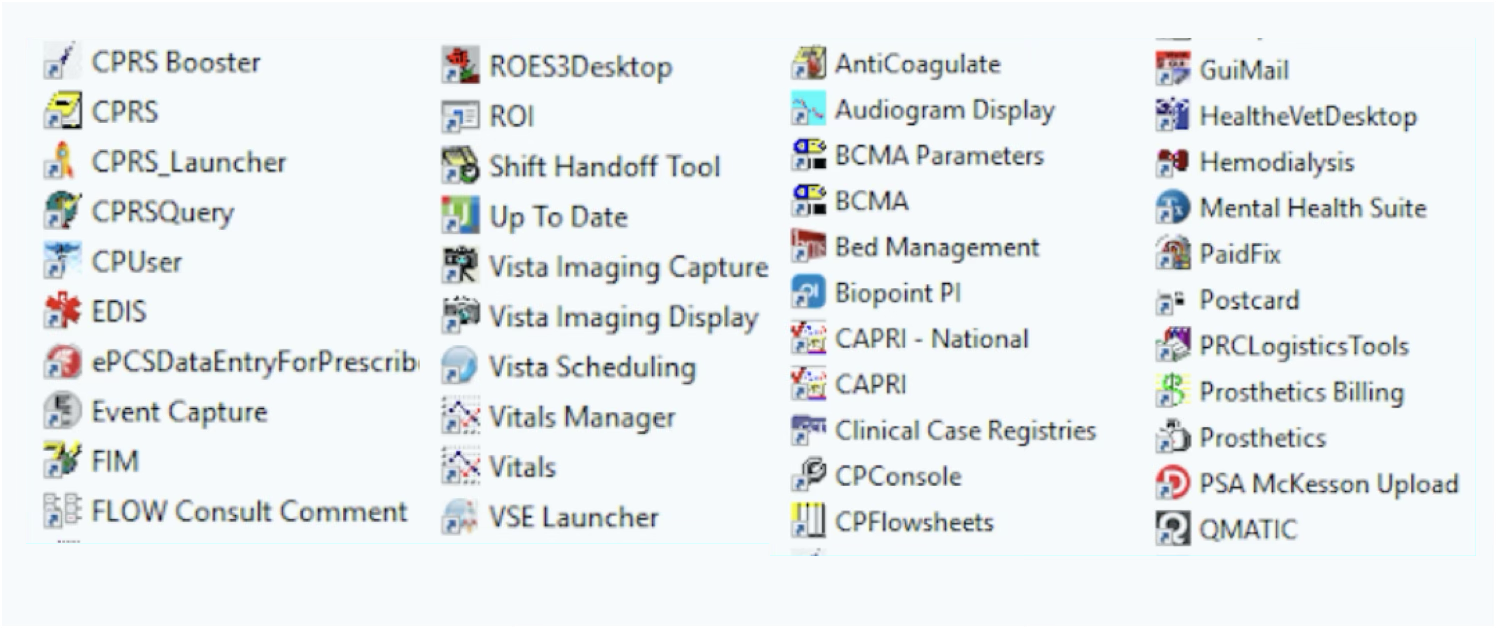 CPRS Booster
CPRS
CPRS_Launcher
CPRSQuery
CPUser
EDIS
ePCSDataEntryForPrescrib
Event Capture
FIM
FLOW Consult Comment
ROES3Desktop
ROI
Shift Handoff Tool
Up To Date
Vista Imaging Capture
Vista Imaging Display
Vista Scheduling
Vitals Manager
Vitals
VSE Launcher
AntiCoagulate
Audiogram Display
BCMA Parameters
BCMA
Bed Management
Biopoint PI
CAPRI - National
CAPRI
Clinical Case Registries
CPConsole
CPFlowsheets
GuiMail
HealtheVetDesktop
Hemodialysis
Mental Health Suite
PaidFix
Postcard
PRCLogisticsTools
Prosthetics Billing
Prosthetics
PSA McKesson Upload
QMATIC